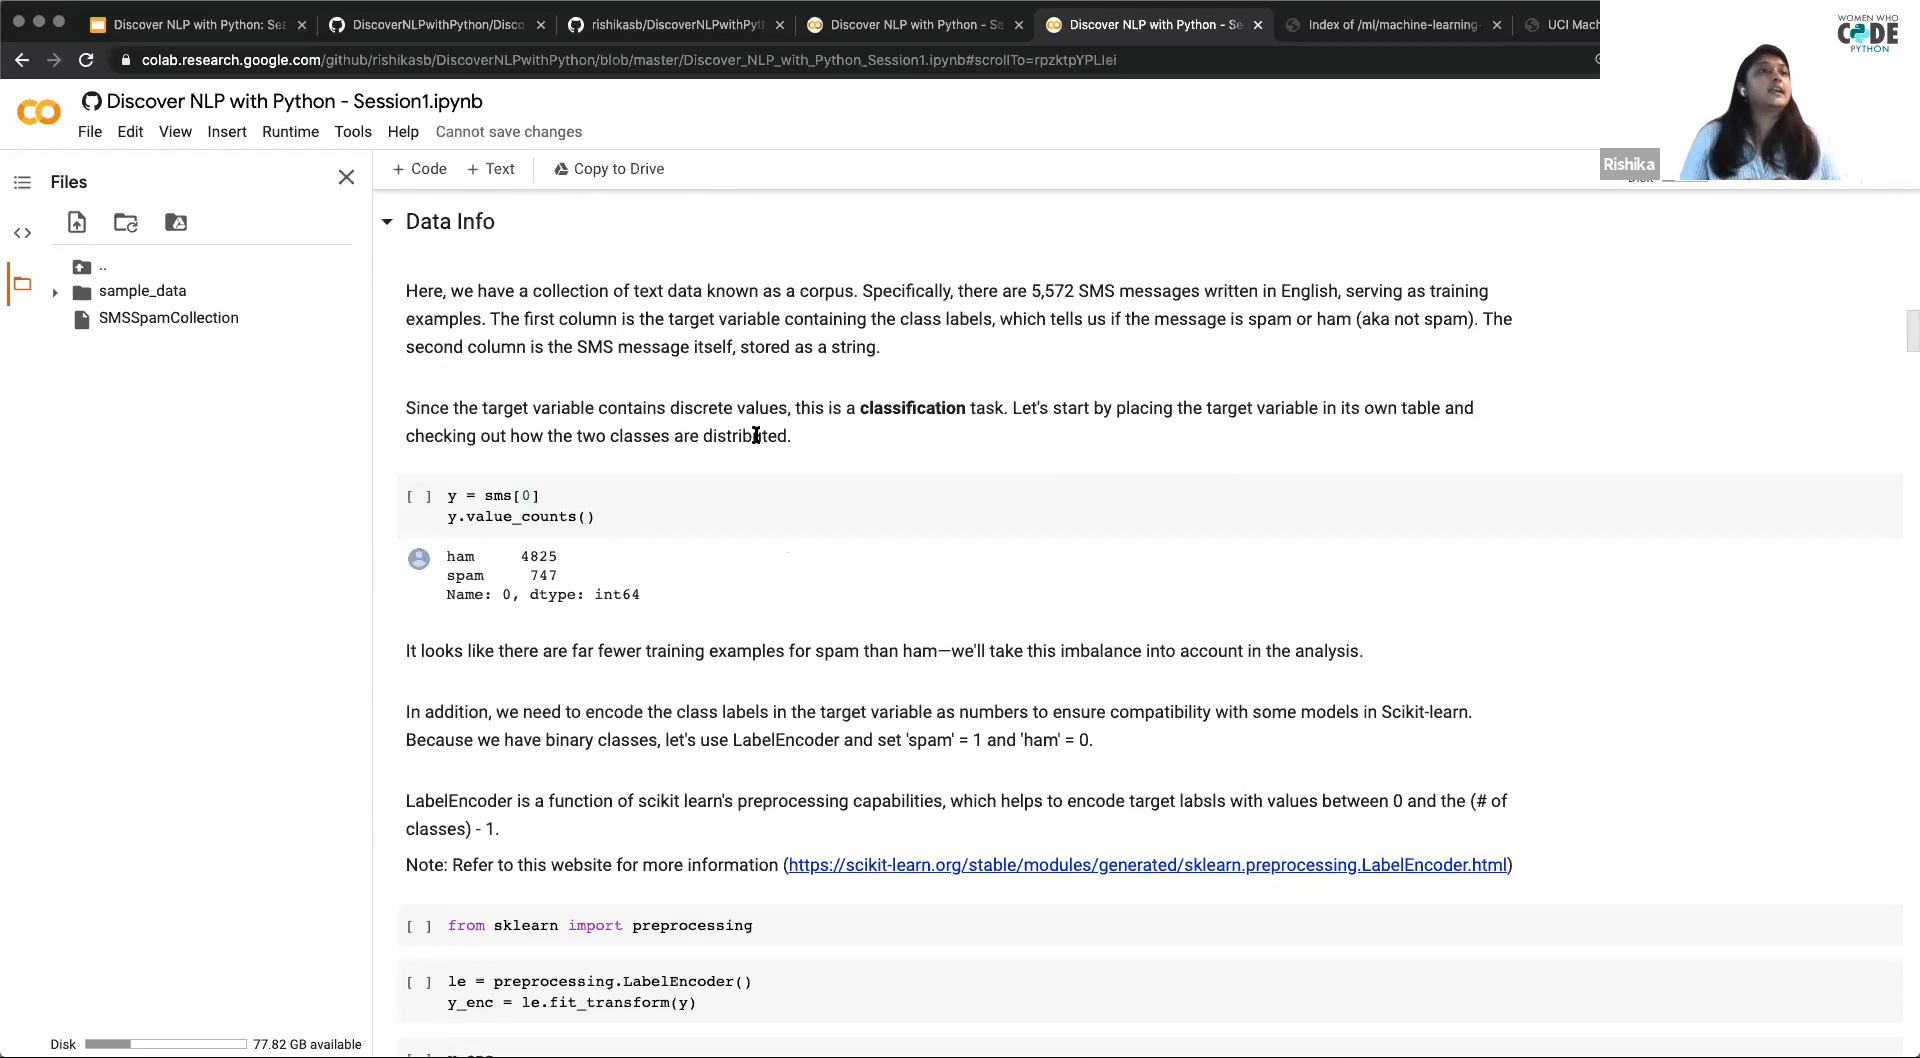 Discover NLP with Python: Se
DiscoverNLPwithPython/Disco
rishikasb/DiscoverNLPwithPyt
Discover NLP with Python - Se
Discover NLP with Python - Se
Index of /ml/machine-learning-
UCI Mach
WOMEN WHO
CODE
PYTHON
colab.research.google.com/github/rishikasb/DiscoverNLPwithPython/blob/master/Discover_NLP_with_Python_Session1.ipynb#scrollTo=rpzktpYPLlei
Discover NLP with Python - Session1.ipynb
File Edit View Insert Runtime Tools Help Cannot save changes
Rishika
+ Code + Text Copy to Drive
Files
..
sample_data
SMSSpamCollection
Data Info
Here, we have a collection of text data known as a corpus. Specifically, there are 5,572 SMS messages written in English, serving as training
examples. The first column is the target variable containing the class labels, which tells us if the message is spam or ham (aka not spam). The
second column is the SMS message itself, stored as a string.
Since the target variable contains discrete values, this is a classification task. Let's start by placing the target variable in its own table and
checking out how the two classes are distributed.
[ ] y = sms[0]
y.value_counts()
ham 4825
spam 747
Name: 0, dtype: int64
It looks like there are far fewer training examples for spam than ham—we'll take this imbalance into account in the analysis.
In addition, we need to encode the class labels in the target variable as numbers to ensure compatibility with some models in Scikit-learn.
Because we have binary classes, let's use LabelEncoder and set 'spam' = 1 and 'ham' = 0.
LabelEncoder is a function of scikit learn's preprocessing capabilities, which helps to encode target labsls with values between 0 and the (# of
classes) - 1.
Note: Refer to this website for more information (https://scikit-learn.org/stable/modules/generated/sklearn.preprocessing.LabelEncoder.html)
[ ] from sklearn import preprocessing
[ ] le = preprocessing.LabelEncoder()
y_enc = le.fit_transform(y)
Disk 77.82 GB available